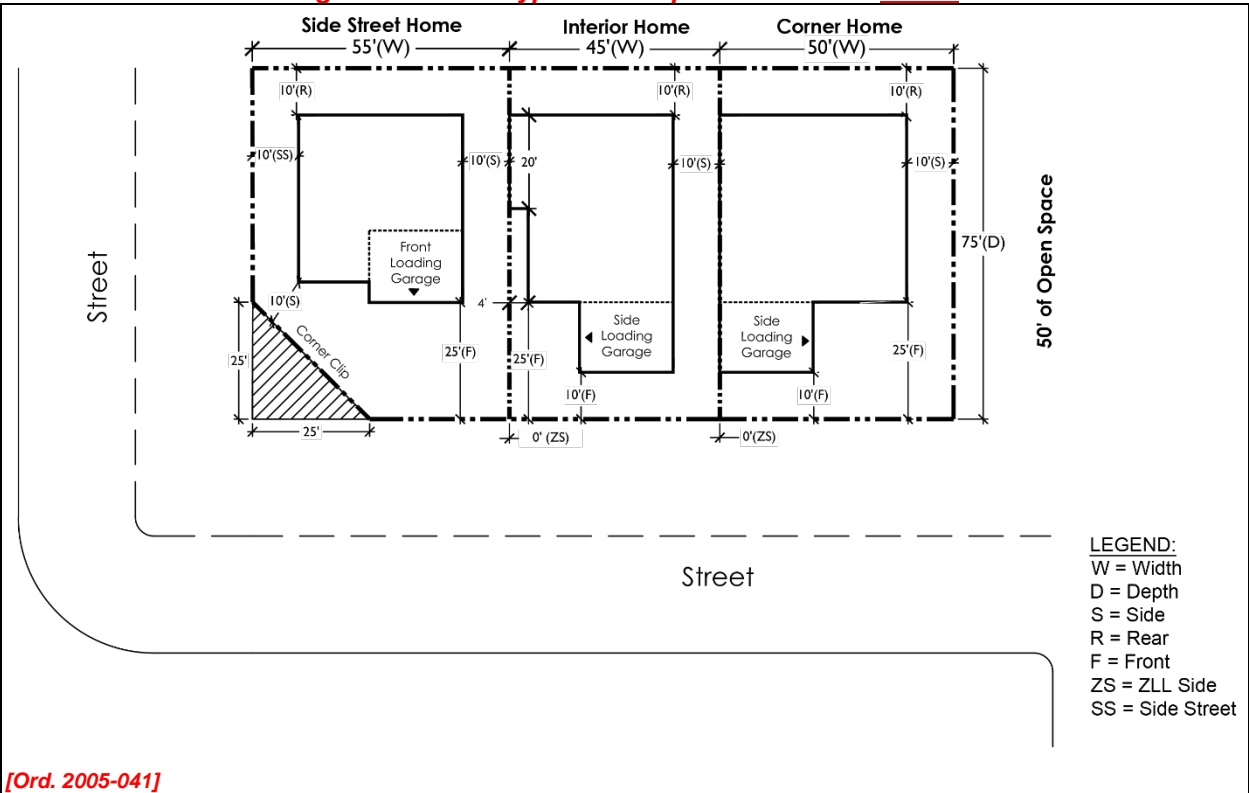 Side Street Home
Interior Home
Corner Home
55'(W)
45'(W)
50'(W)
10'(R)
10'(R)
10'(R)
10'(SS)
10'(S)
20'
10'(S)
10'(S)
75'(D)
50' of Open Space
Street
Front
Loading
Garage
10'(S)
4'
Corner Clip
Side
Loading
Garage
Side
Loading
Garage
25'
25'(F)
25'(F)
25'(F)
10'(F)
10'(F)
25'
0' (ZS)
0'(ZS)
Street
LEGEND:
W = Width
D = Depth
S = Side
R = Rear
F = Front
ZS = ZLL Side
SS = Side Street
[Ord. 2005-041]